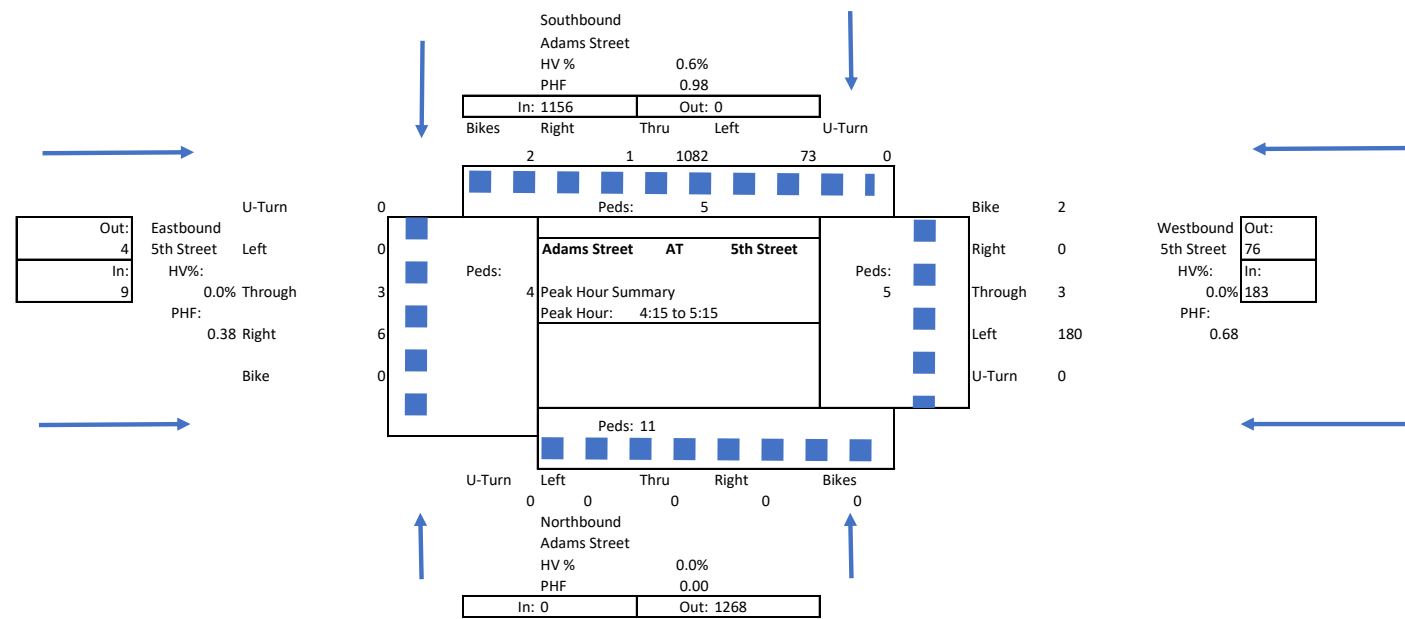 Southbound
Adams Street
HV % 0.6%
PHF 0.98
In: 1156 Out: 0
Bikes Right Thru Left U-Turn
2 1 1082 73 0
U-Turn 0 Peds: 5 Bike 2
Out: Eastbound Westbound Out:
4 5th Street Left 0 Adams Street AT 5th Street Right 0 5th Street 76
In: HV%: Peds: Peds: HV%: In:
9 0.0% Through 3 4 Peak Hour Summary 5 Through 3 0.0% 183
PHF: Peak Hour: 4:15 to 5:15 PHF:
0.38 Right 6 Left 180 0.68
Bike 0 U-Turn 0
Peds: 11
U-Turn Left Thru Right Bikes
0 0 0 0 0
Northbound
Adams Street
HV % 0.0%
PHF 0.00
In: 0 Out: 1268